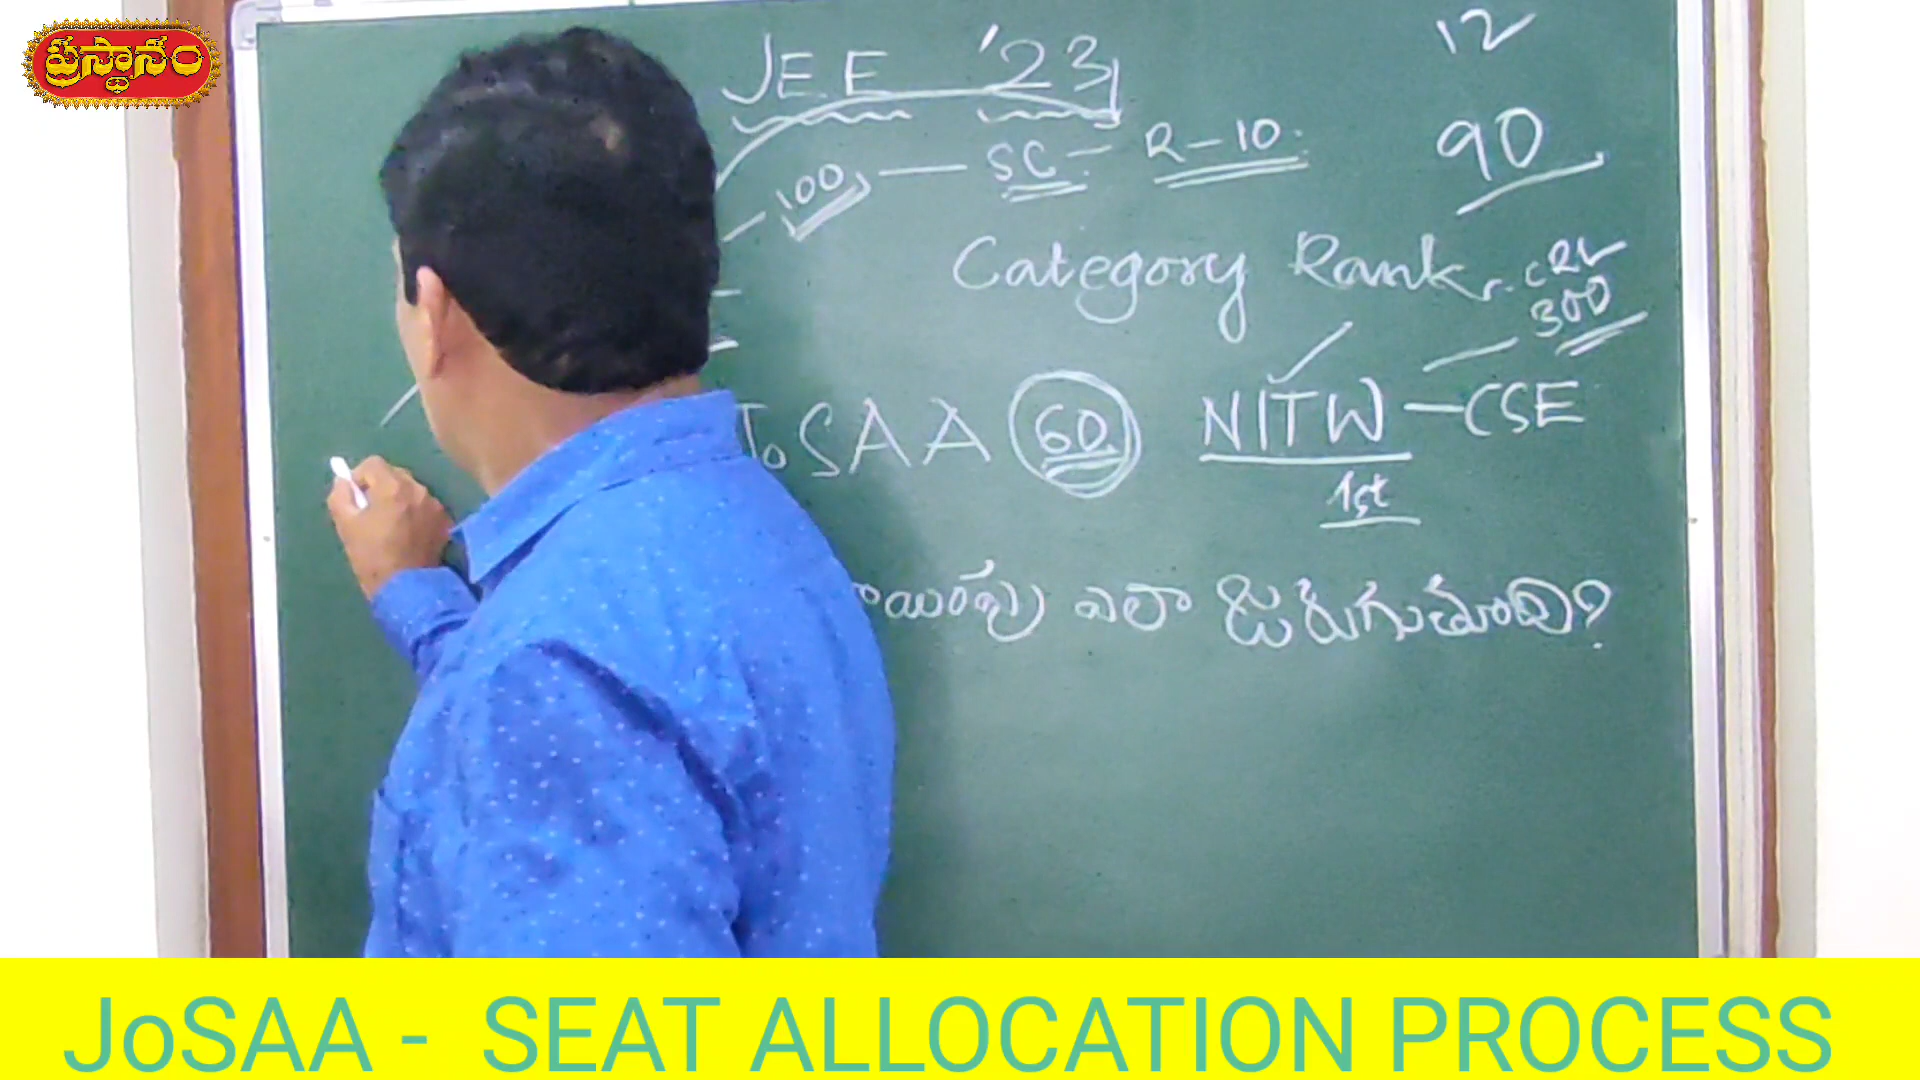 ప్రస్థానం
JEE '23
12
90
100 — SC - R-10
Category Rank
CRL
300
JoSAA 60 NITW - CSE
1st
ఎలా జరుగుతుంది?
JoSAA - SEAT ALLOCATION PROCESS